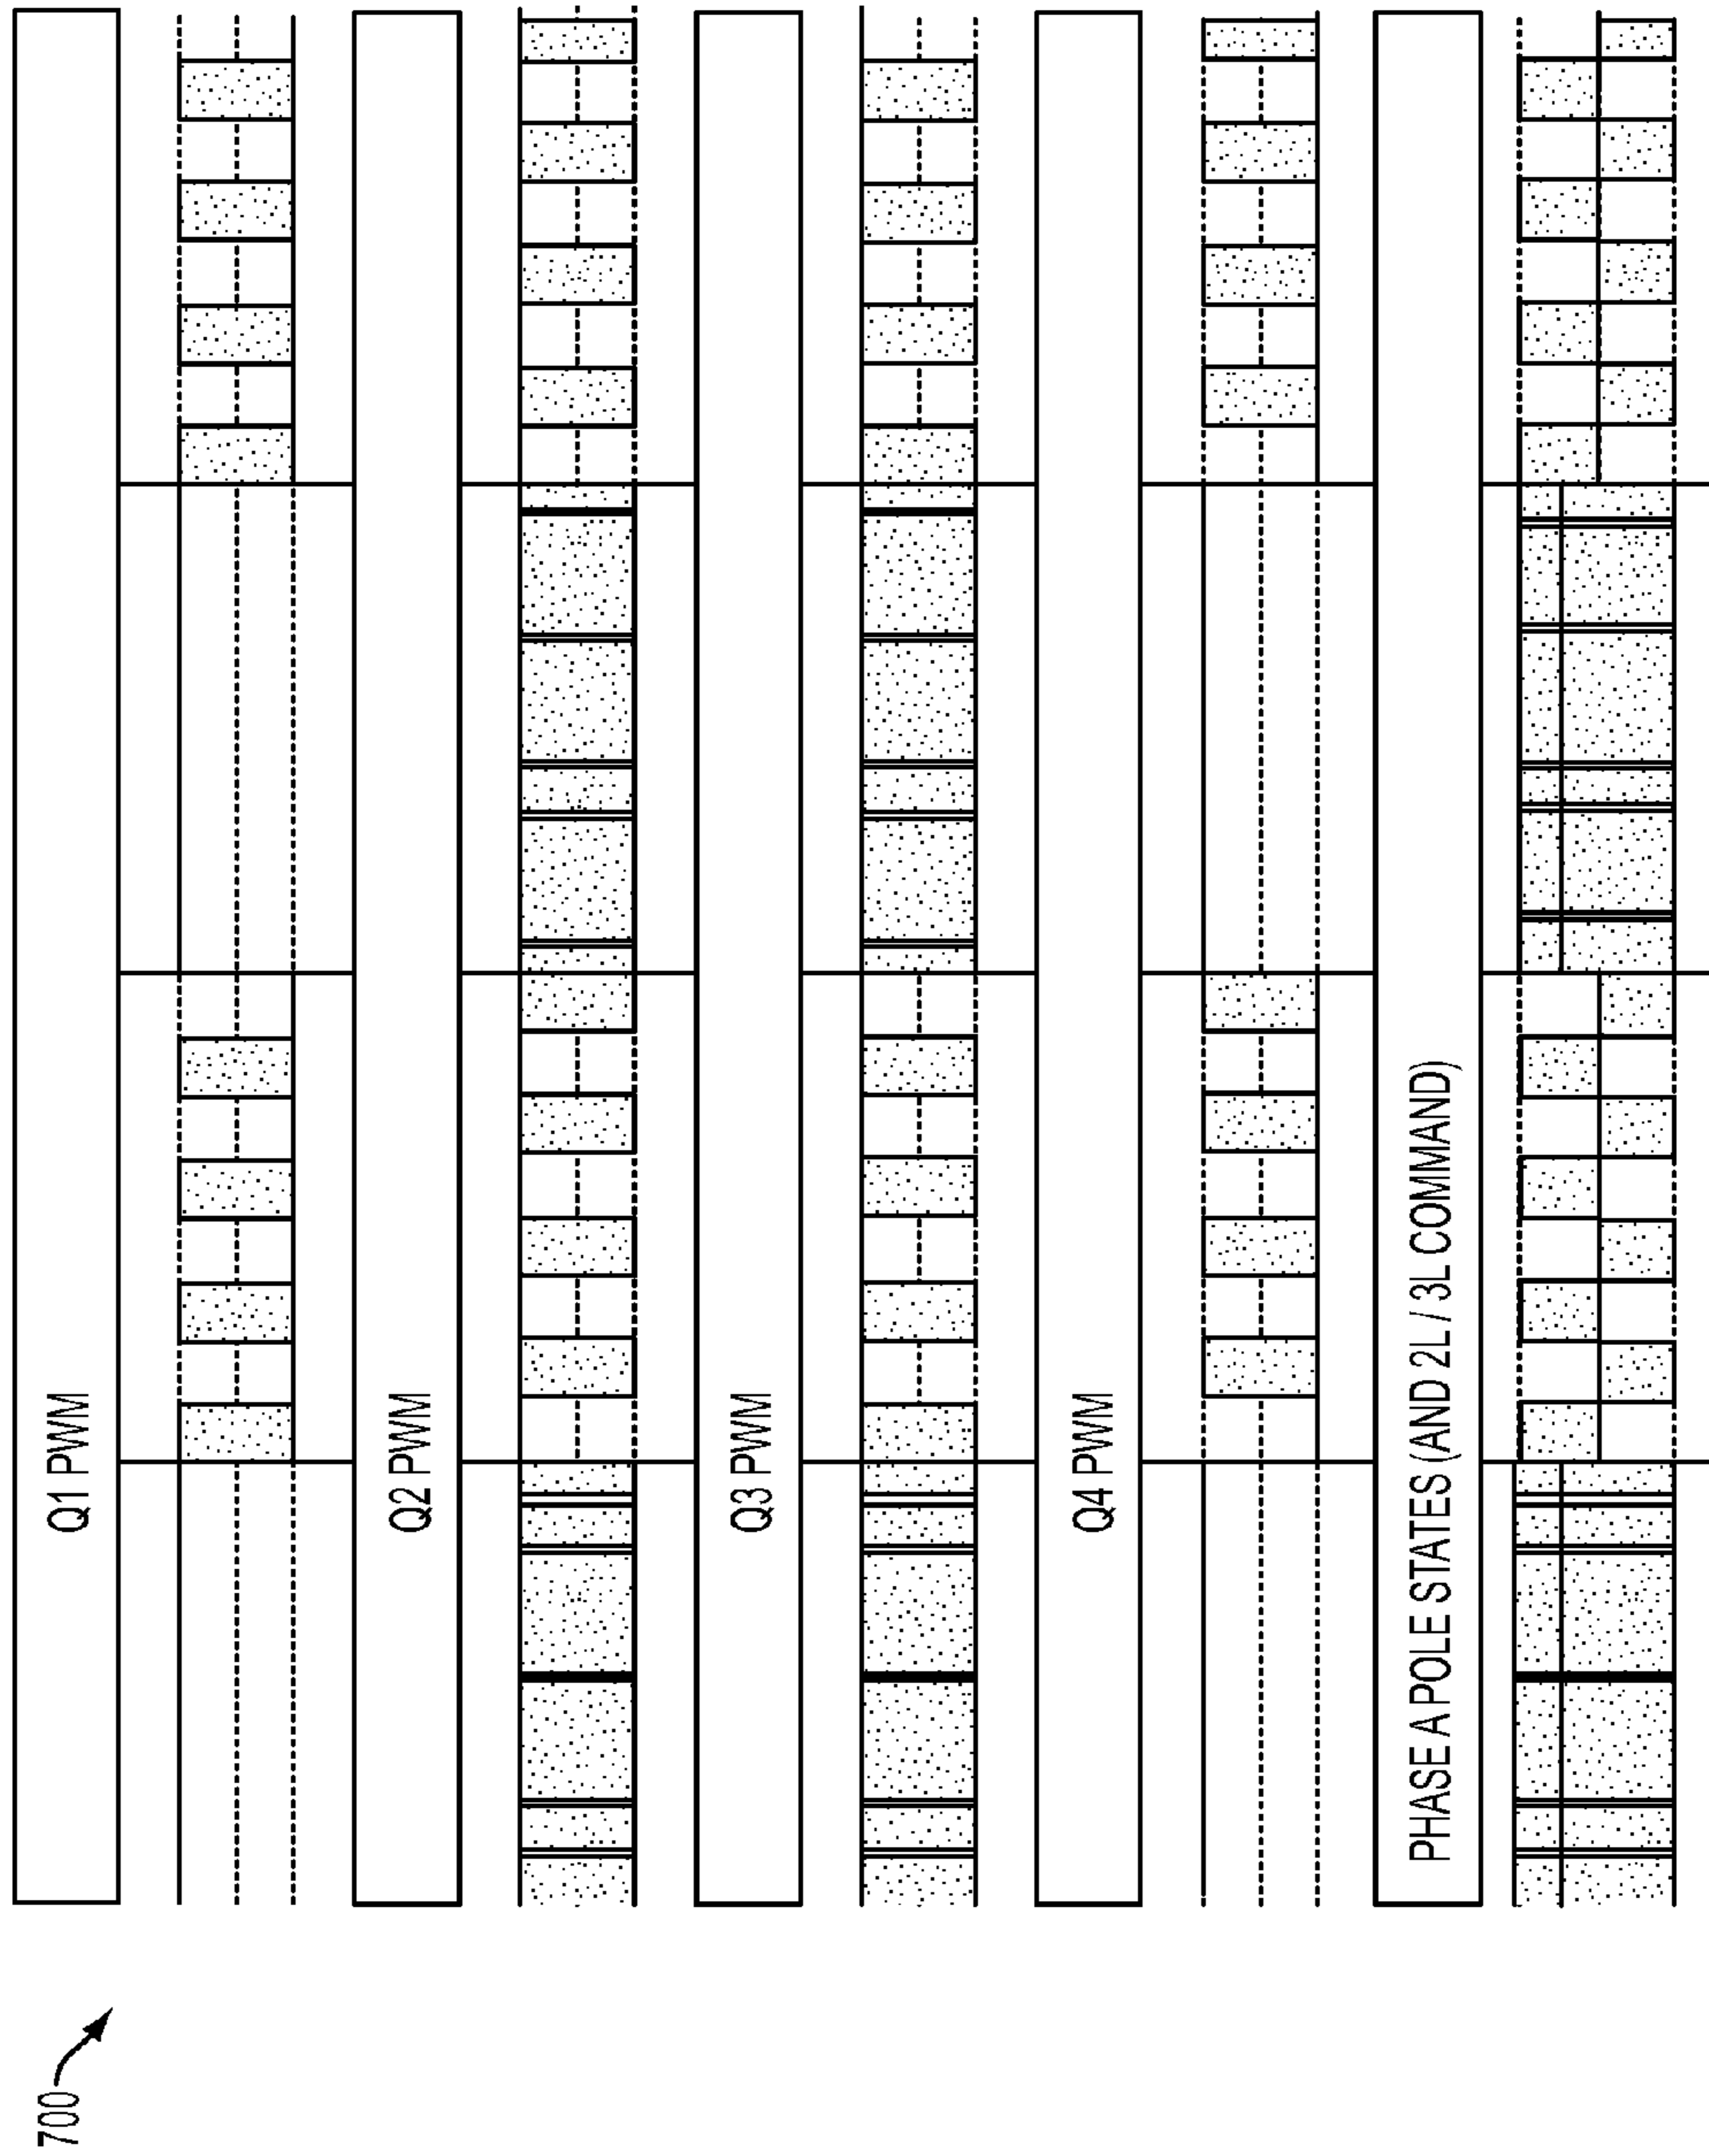 700
Q1 PWM
Q2 PWM
Q3 PWM
Q4 PWM
PHASE A POLE STATES (AND 2L / 3L COMMAND)